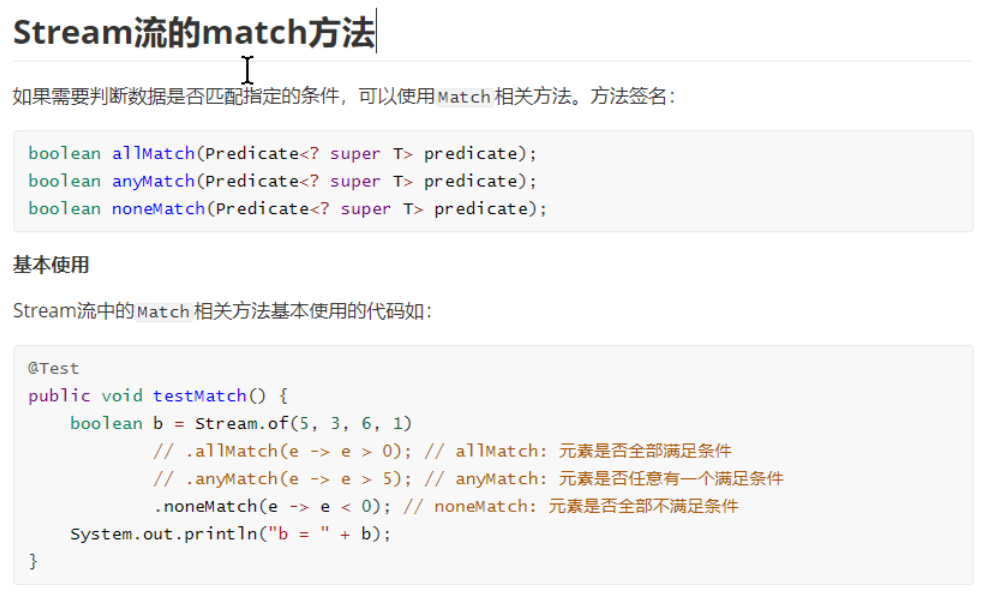 Stream流的match方法
如果需要判断数据是否匹配指定的条件，可以使用Match相关方法。方法签名：
boolean allMatch(Predicate<? super T> predicate);
boolean anyMatch(Predicate<? super T> predicate);
boolean noneMatch(Predicate<? super T> predicate);
基本使用
Stream流中的Match相关方法基本使用的代码如：
@Test
public void testMatch() {
    boolean b = Stream.of(5, 3, 6, 1)
            // .allMatch(e -> e > 0); // allMatch: 元素是否全部满足条件
            // .anyMatch(e -> e > 5); // anyMatch: 元素是否任意有一个满足条件
            .noneMatch(e -> e < 0); // noneMatch: 元素是否全部不满足条件
    System.out.println("b = " + b);
}